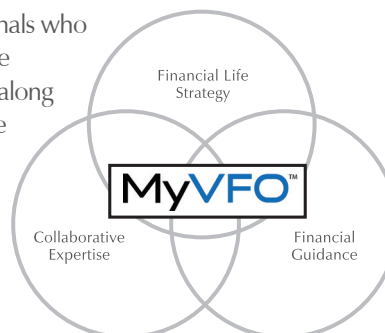 nals who
e
along
e
Financial Life
Strategy
MyVFO™
Collaborative
Expertise
Financial
Guidance